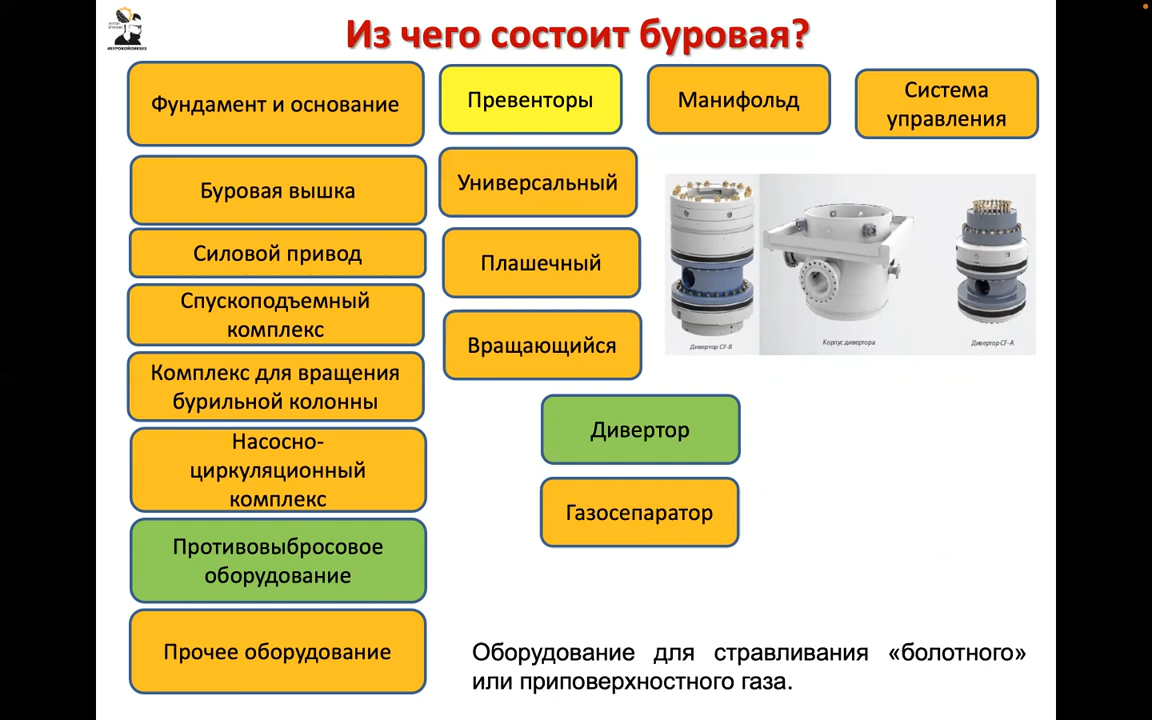 #БУРОВОЙПИК303
Из чего состоит буровая?
Фундамент и основание
Превенторы
Манифольд
Система
управления
Буровая вышка
Универсальный
Силовой привод
Плашечный
Спускоподъемный
комплекс
Вращающийся
Дивертор CF-B
Корпус дивертора
Дивертор CF-A
Комплекс для вращения
бурильной колонны
Дивертор
Насосно-
циркуляционный
комплекс
Газосепаратор
Противовыбросовое
оборудование
Прочее оборудование
Оборудование для стравливания «болотного»
или приповерхностного газа.